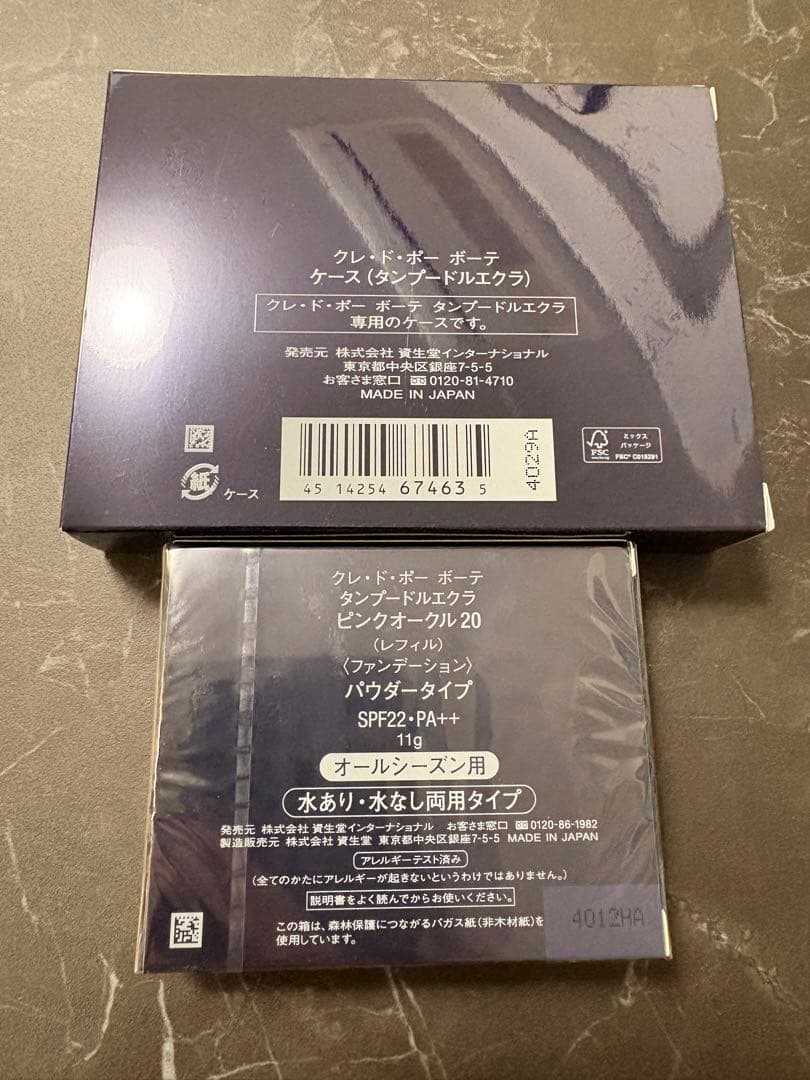 クレ・ド・ポー ボーテ
ケース(タンプードルエクラ)
クレ・ド・ポー ボーテ タンプードルエクラ
専用のケースです。
発売元 株式会社 資生堂インターナショナル
東京都中央区銀座7-5-5
お客さま窓口 0120-81-4710
MADE IN JAPAN
紙 ケース
4514254674635
4029A
FSC
ミックス
パッケージ
FSC® C015291
クレ・ド・ポー ボーテ
タンプードルエクラ
ピンクオークル20
〈レフィル〉
〈ファンデーション〉
パウダータイプ
SPF22・PA++
11g
オールシーズン用
水あり・水なし両用タイプ
発売元 株式会社 資生堂インターナショナル お客さま窓口 0120-86-1982
製造販売元 株式会社 資生堂 東京都中央区銀座7-5-5 MADE IN JAPAN
アレルギーテスト済み
(全てのかたにアレルギーが起きないというわけではありません。)
説明書をよく読んでからお使いください。
この箱は、森林保護につながるバガス紙(非木材紙)を
使用しています。
4012HA